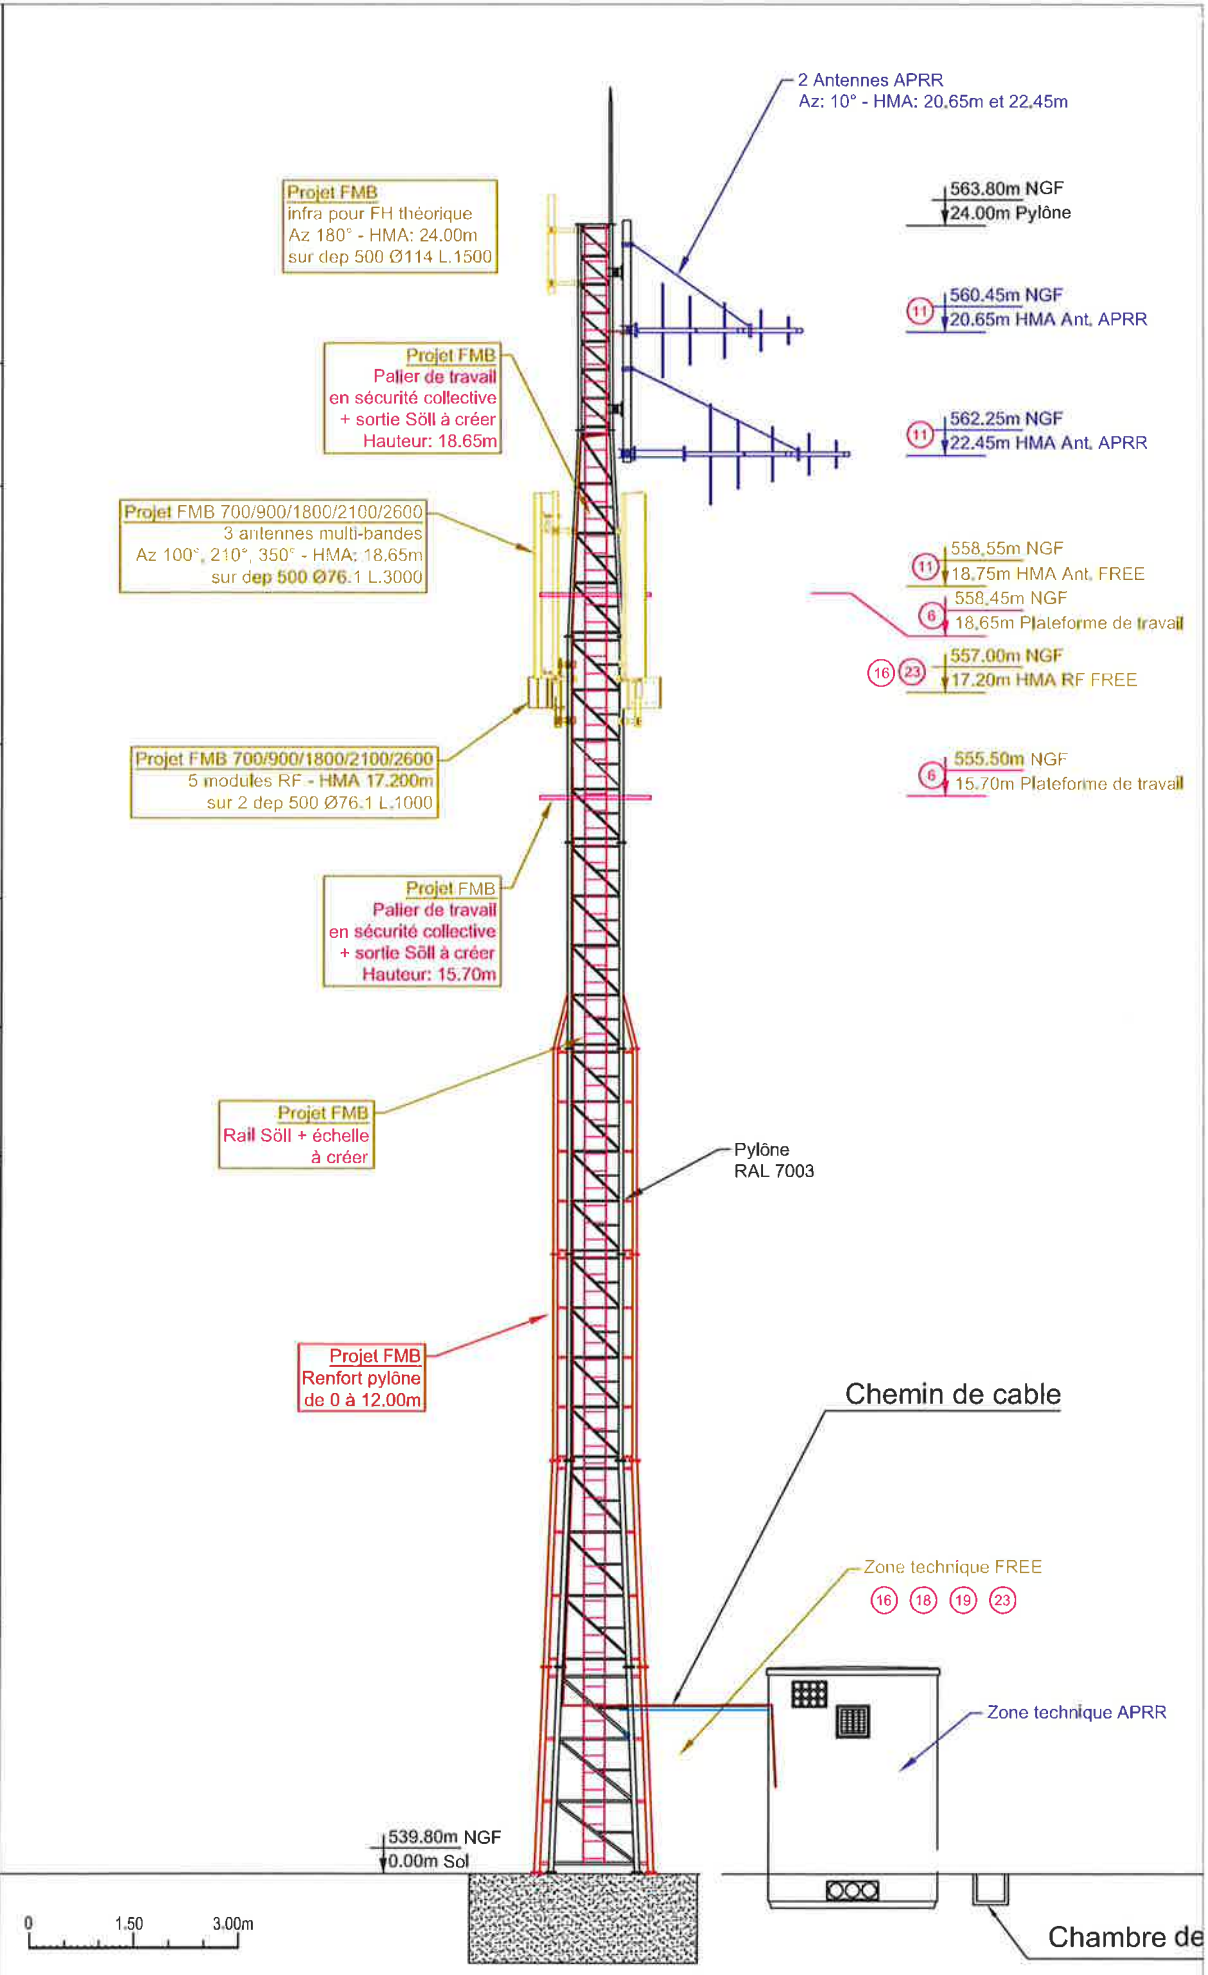 2 Antennes APRR
Az: 10° - HMA: 20.65m et 22.45m
Projet FMB
infra pour FH théorique
Az 180° - HMA: 24.00m
sur dep 500 Ø114 L.1500
563.80m NGF
24.00m Pylône
11
560.45m NGF
20.65m HMA Ant. APRR
Projet FMB
Palier de travail
en sécurité collective
+ sortie Söll à créer
Hauteur: 18.65m
11
562.25m NGF
22.45m HMA Ant. APRR
Projet FMB 700/900/1800/2100/2600
3 antennes multi-bandes
Az 100°, 210°, 350° - HMA: 18.65m
sur dep 500 Ø76.1 L.3000
11
558.55m NGF
18.75m HMA Ant. FREE
6
558.45m NGF
18.65m Plateforme de travail
16 23
557.00m NGF
17.20m HMA RF FREE
Projet FMB 700/900/1800/2100/2600
5 modules RF - HMA 17.200m
sur 2 dep 500 Ø76.1 L.1000
6
555.50m NGF
15.70m Plateforme de travail
Projet FMB
Palier de travail
en sécurité collective
+ sortie Söll à créer
Hauteur: 15.70m
Projet FMB
Rail Söll + échelle
à créer
Pylône
RAL 7003
Projet FMB
Renfort pylône
de 0 à 12.00m
Chemin de cable
Zone technique FREE
16 18 19 23
Zone technique APRR
539.80m NGF
0.00m Sol
0 1.50 3.00m
Chambre de